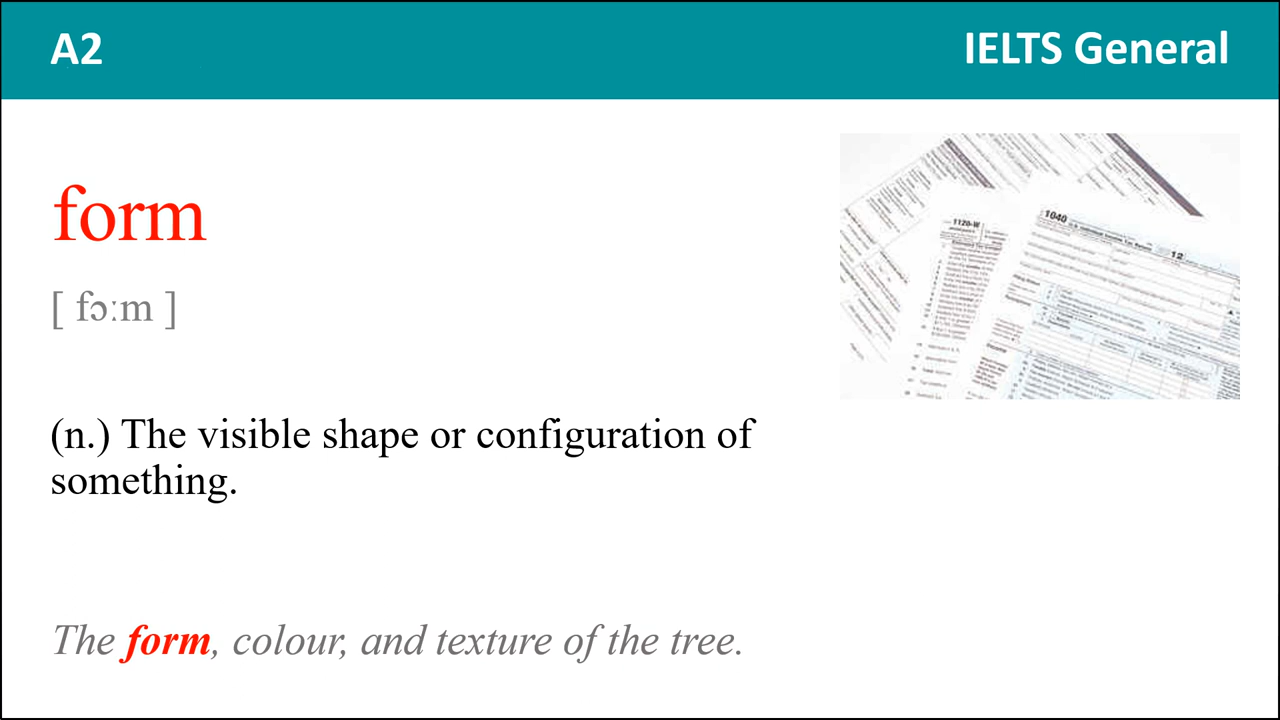 A2
IELTS General
form
[ fɔːm ]
1120-W
1040
12
(n.) The visible shape or configuration of
something.
The form, colour, and texture of the tree.